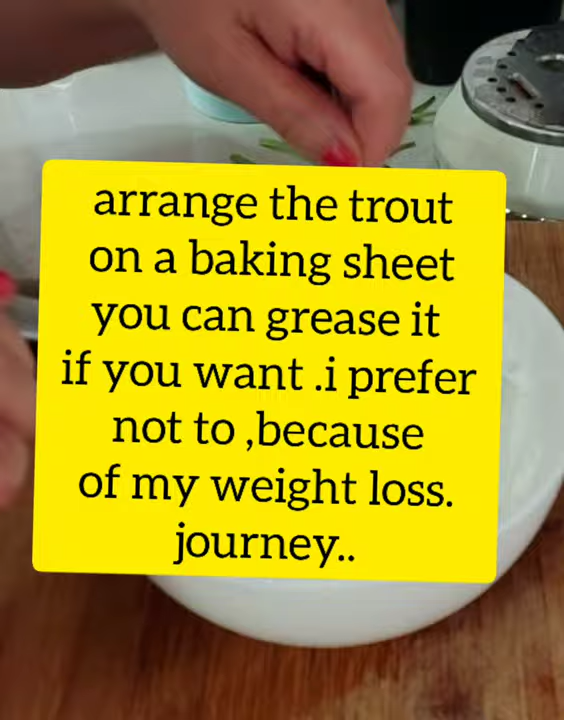 arrange the trout
on a baking sheet
you can grease it
if you want .i prefer
not to ,because
of my weight loss.
journey..